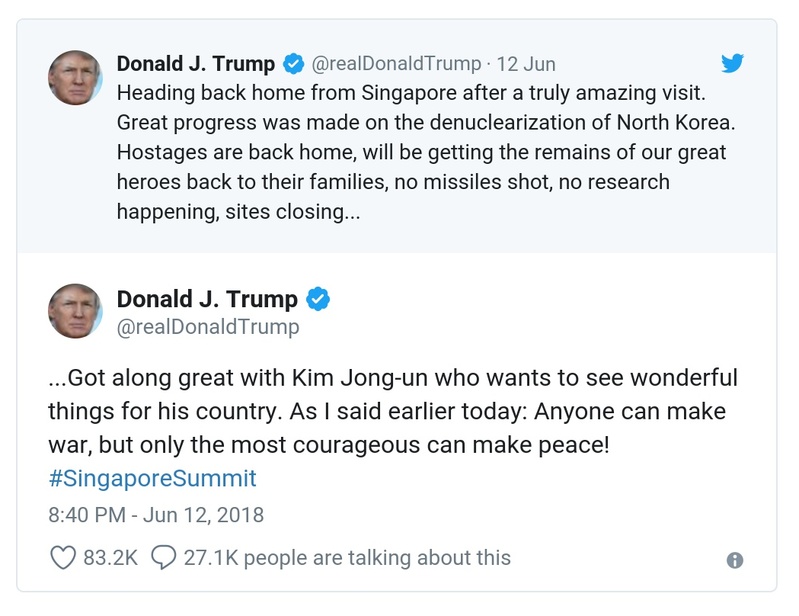 Donald J. Trump @realDonaldTrump · 12 Jun
Heading back home from Singapore after a truly amazing visit.
Great progress was made on the denuclearization of North Korea.
Hostages are back home, will be getting the remains of our great
heroes back to their families, no missiles shot, no research
happening, sites closing...
Donald J. Trump
@realDonaldTrump
...Got along great with Kim Jong-un who wants to see wonderful
things for his country. As I said earlier today: Anyone can make
war, but only the most courageous can make peace!
#SingaporeSummit
8:40 PM - Jun 12, 2018
83.2K 27.1K people are talking about this